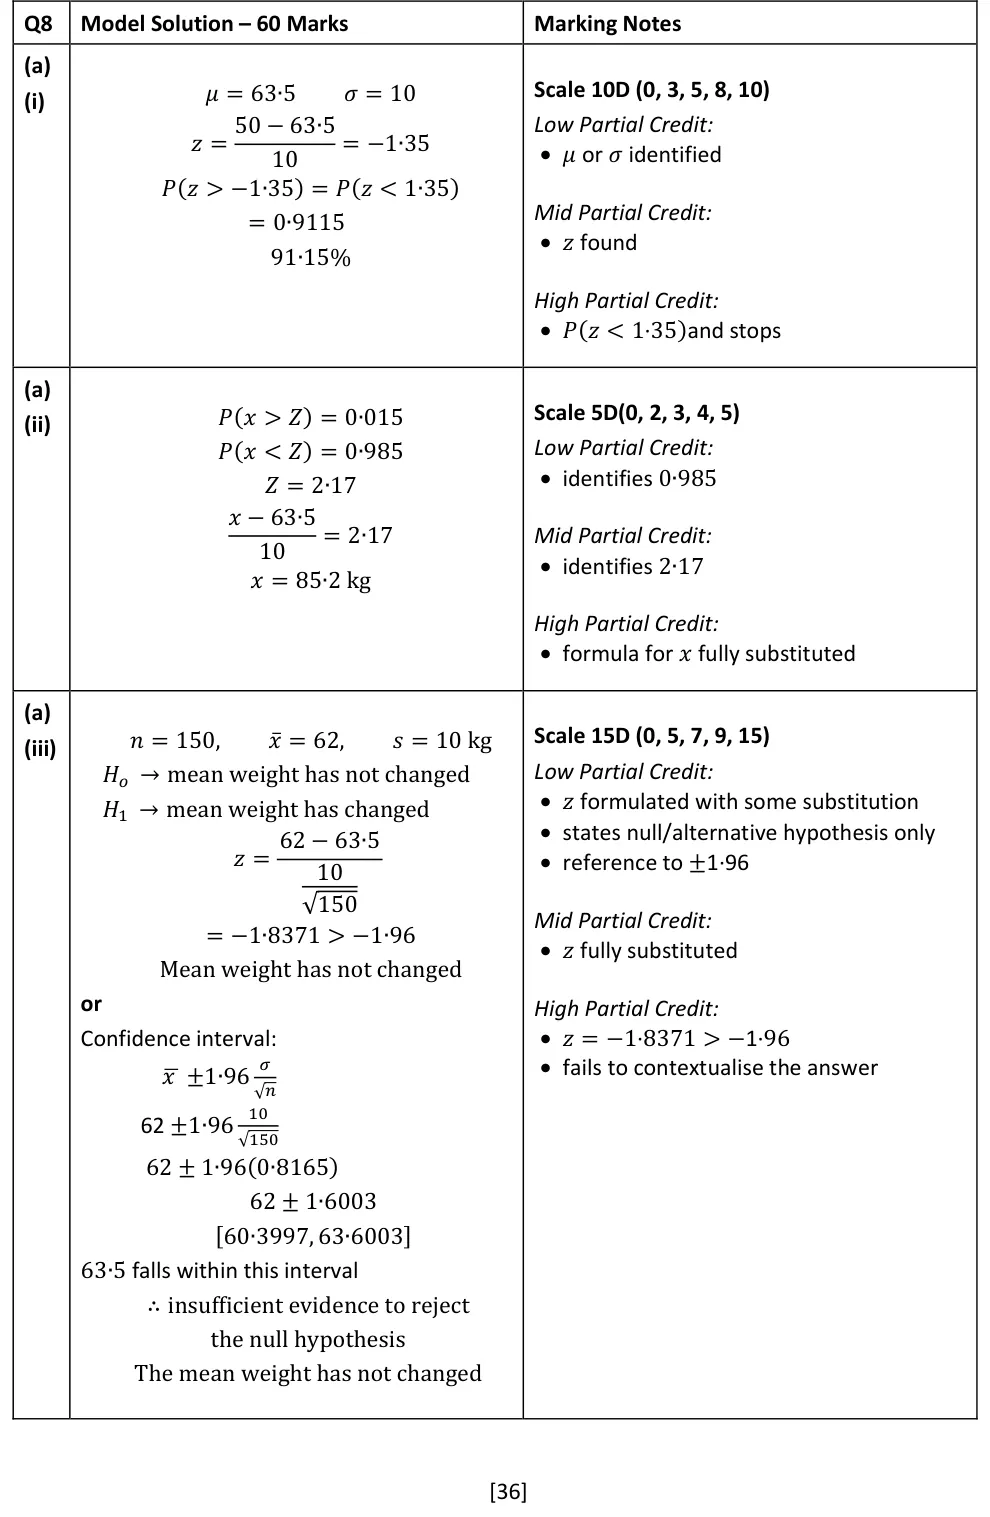 Q8 Model Solution – 60 Marks Marking Notes
(a)
(i)
μ = 63·5 σ = 10
z = (50 − 63·5)/10 = −1·35
P(z > −1·35) = P(z < 1·35)
= 0·9115
91·15%
Scale 10D (0, 3, 5, 8, 10)
Low Partial Credit:
• μ or σ identified
Mid Partial Credit:
• z found
High Partial Credit:
• P(z < 1·35)and stops
(a)
(ii)
P(x > Z) = 0·015
P(x < Z) = 0·985
Z = 2·17
(x − 63·5)/10 = 2·17
x = 85·2 kg
Scale 5D(0, 2, 3, 4, 5)
Low Partial Credit:
• identifies 0·985
Mid Partial Credit:
• identifies 2·17
High Partial Credit:
• formula for x fully substituted
(a)
(iii)
n = 150, x̄ = 62, s = 10 kg
Hₒ → mean weight has not changed
H₁ → mean weight has changed
z = (62 − 63·5)/(10/√150)
= −1·8371 > −1·96
Mean weight has not changed
or
Confidence interval:
x̄ ±1·96 σ/√n
62 ±1·96 10/√150
62 ± 1·96(0·8165)
62 ± 1·6003
[60·3997, 63·6003]
63·5 falls within this interval
∴ insufficient evidence to reject
the null hypothesis
The mean weight has not changed
Scale 15D (0, 5, 7, 9, 15)
Low Partial Credit:
• z formulated with some substitution
• states null/alternative hypothesis only
• reference to ±1·96
Mid Partial Credit:
• z fully substituted
High Partial Credit:
• z = −1·8371 > −1·96
• fails to contextualise the answer
[36]